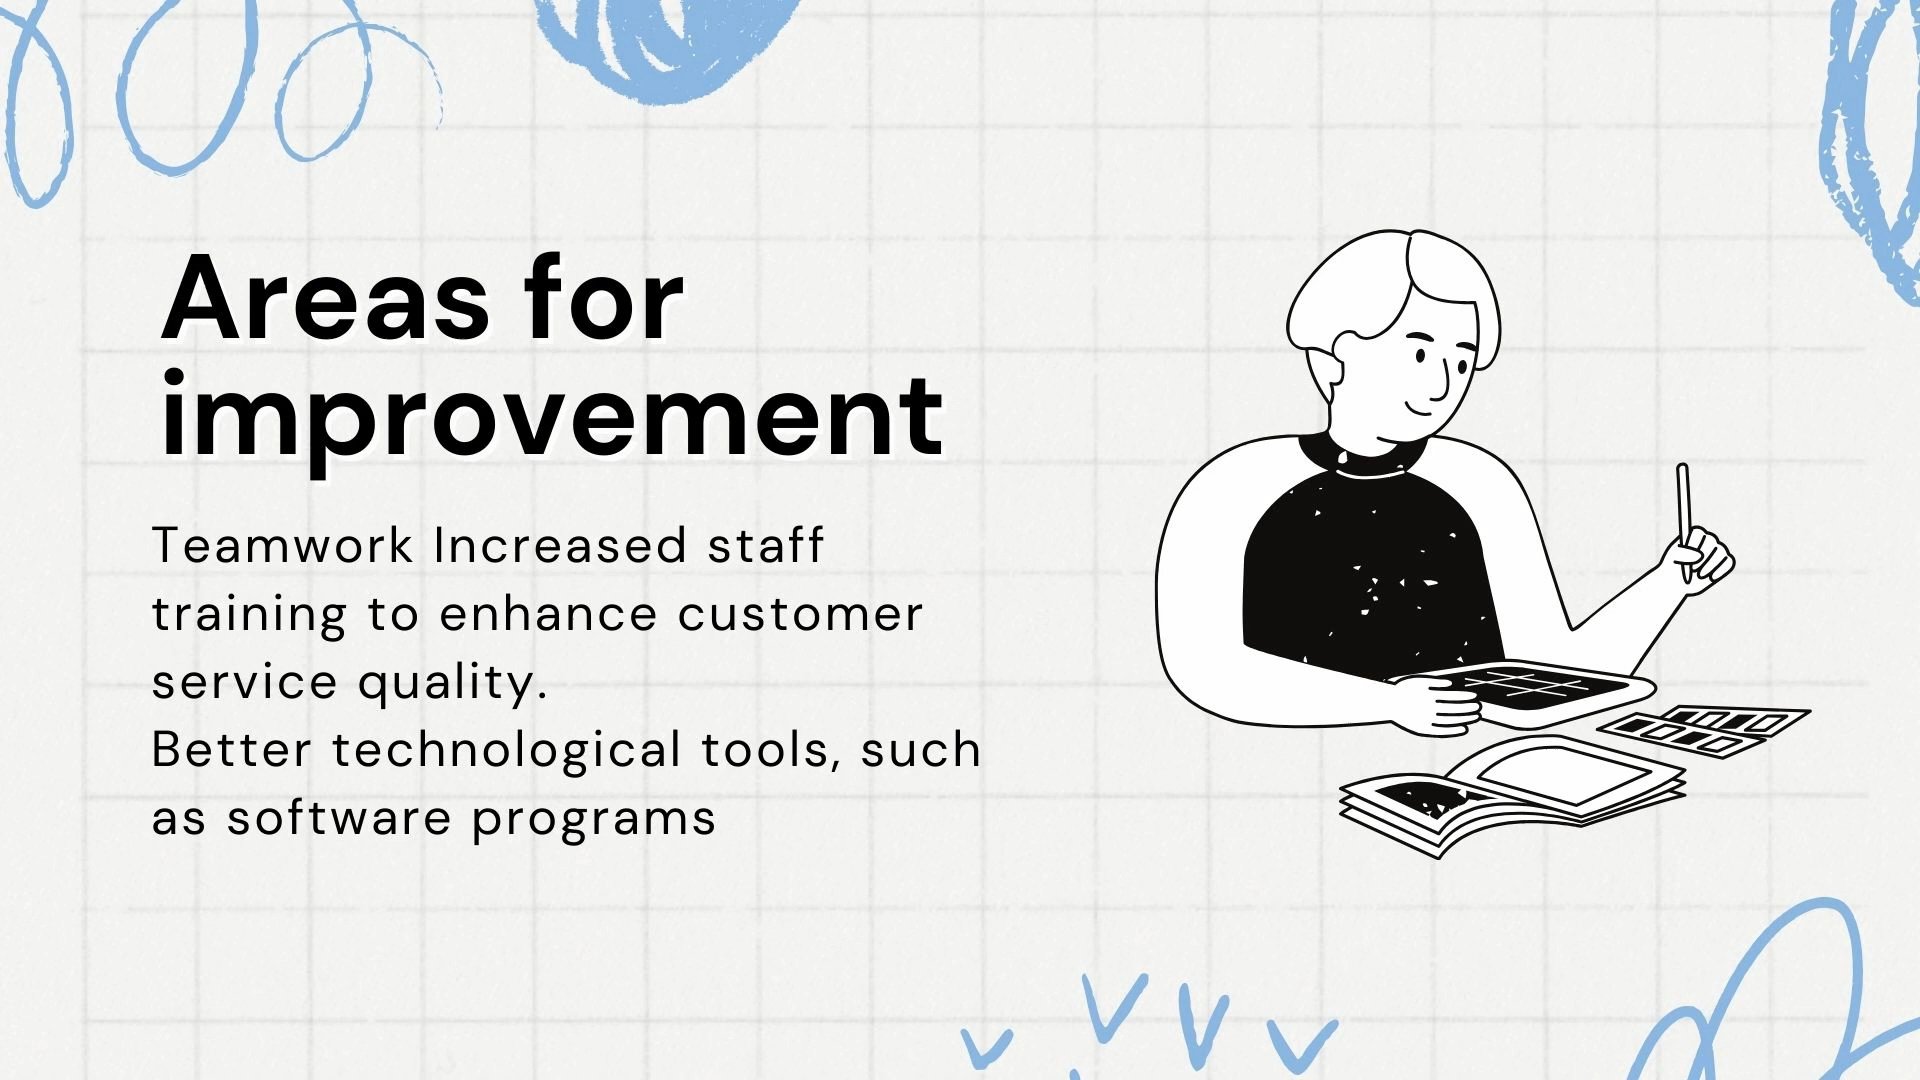 Areas for
improvement
Teamwork Increased staff
training to enhance customer
service quality.
Better technological tools, such
as software programs